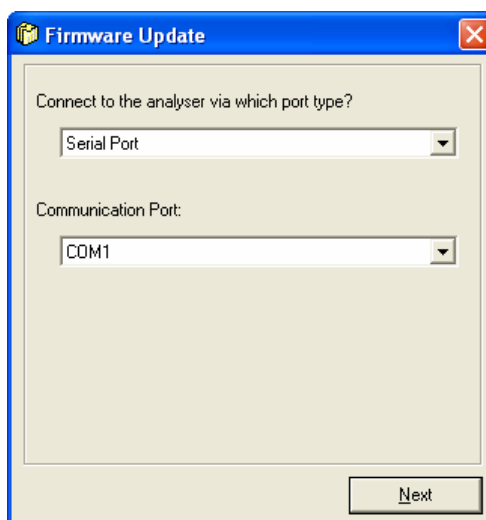 Firmware Update
Connect to the analyser via which port type?
Serial Port
Communication Port:
COM1
Next